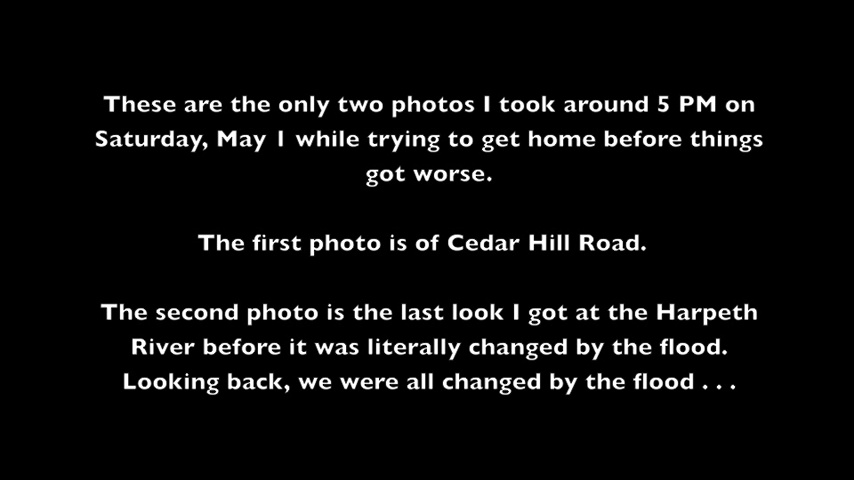 These are the only two photos I took around 5 PM on
Saturday, May 1 while trying to get home before things
got worse.
The first photo is of Cedar Hill Road.
The second photo is the last look I got at the Harpeth
River before it was literally changed by the flood.
Looking back, we were all changed by the flood . . .